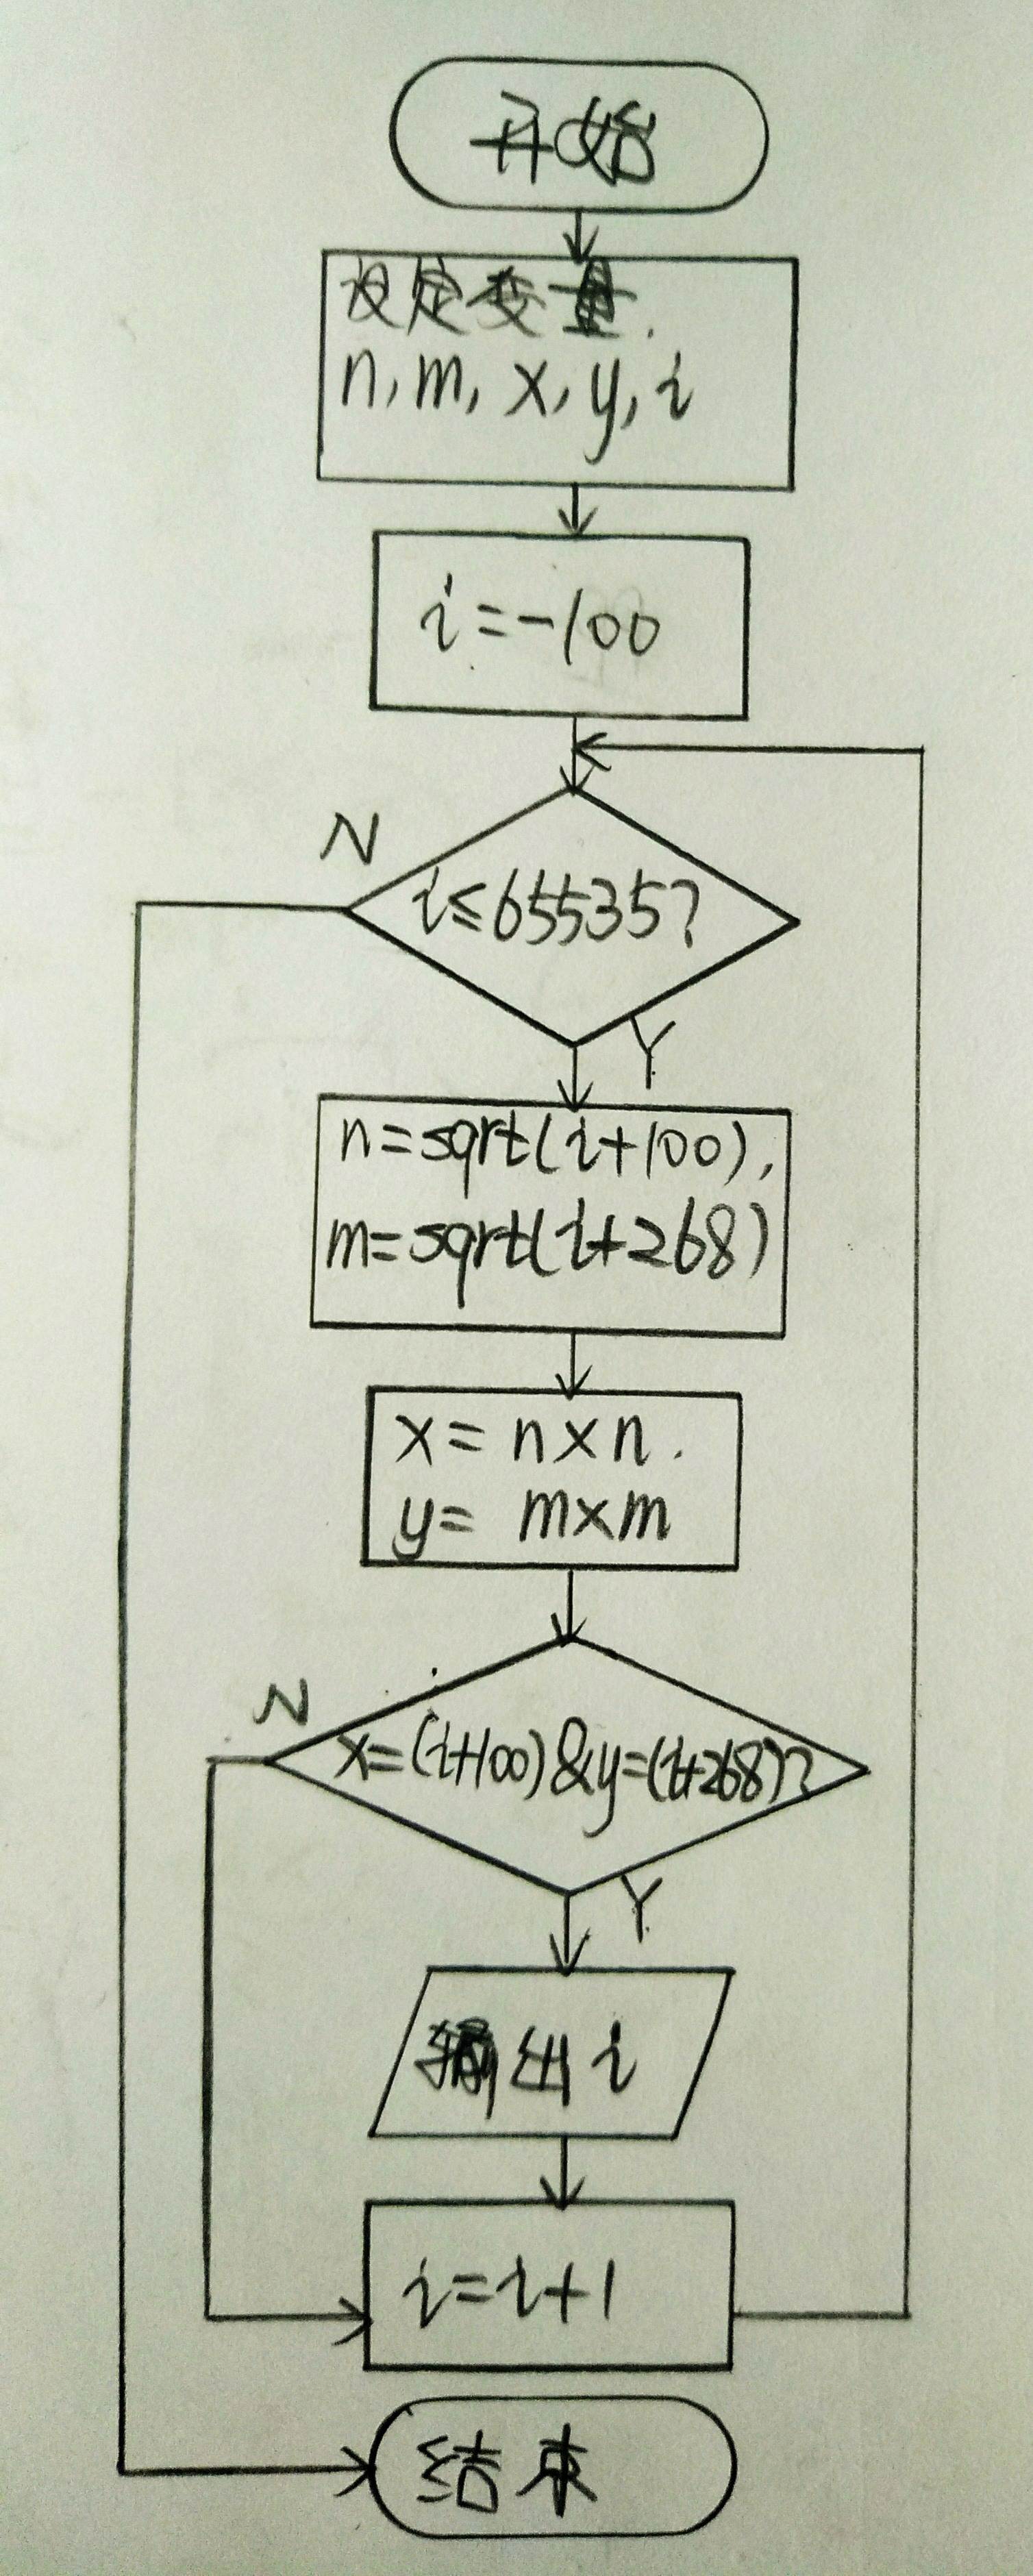 开始
设定变量.
n, m, x, y, i
i=-100
N
i≤65535?
Y
n=sqrt(i+100),
m=sqrt(i+268)
x= n×n.
y= m×m
N
x=(i+100)&y=(i+268)?
Y
输出i
i=i+1
结束